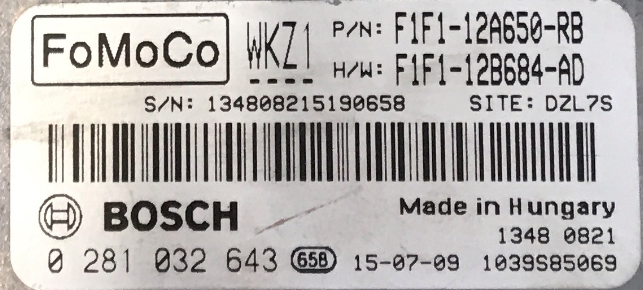 FoMoCo WKZ1 P/N: F1F1-12A650-RB
H/W: F1F1-12B684-AD
S/N: 134808215190658 SITE: DZL7S
BOSCH Made in Hungary
1348 0821
0 281 032 643 65B 15-07-09 1039S85069